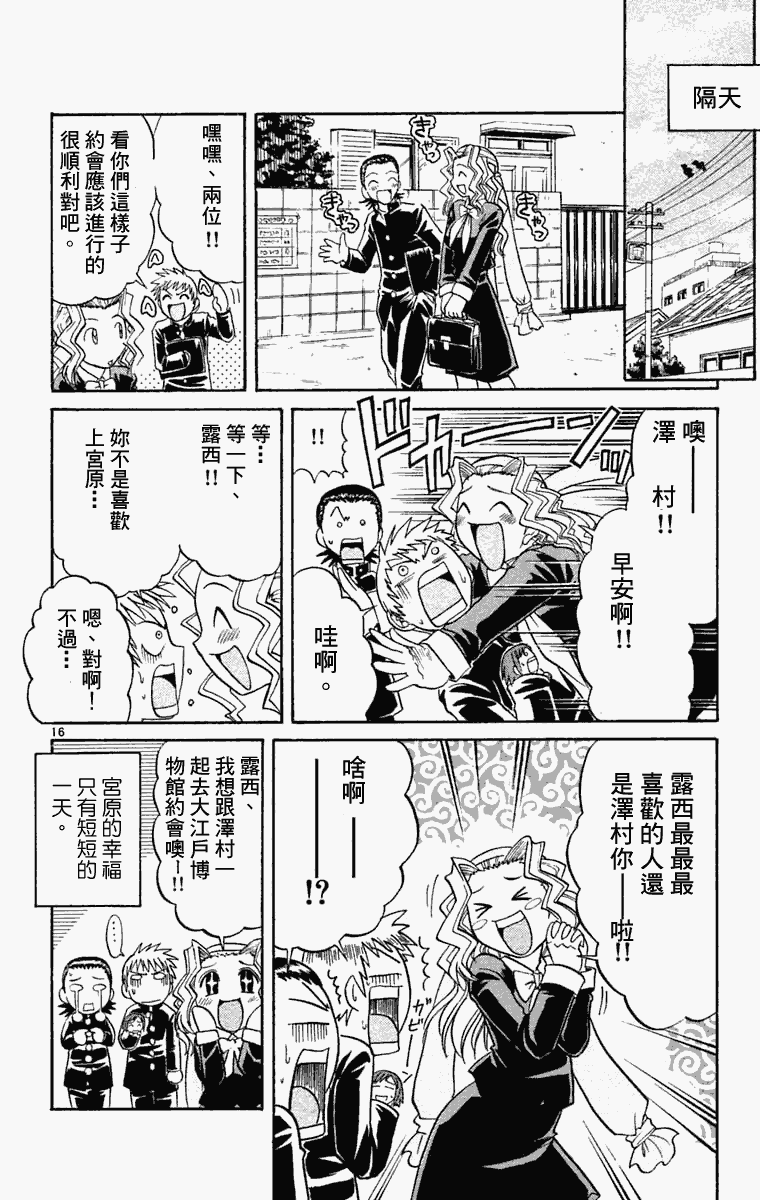 隔天
きゃっ
きゃっ
嘿嘿、兩位!!
看你們這樣子
約會應該進行的
很順利對吧。
噢—
澤村!!
早安啊!!
ドカーーン
!!
哇啊。
等…
等一下、
露西!!
妳不是喜歡
上宮原…
嗯、對啊!
不過…
16
露西最最最
喜歡的人還
是澤村你—啦!!
啥啊——!?
ガビーン
露西、
我想跟澤村一
起去大江戶博
物館約會噢—!!
宮原的幸福
只有短短的
一天。
…